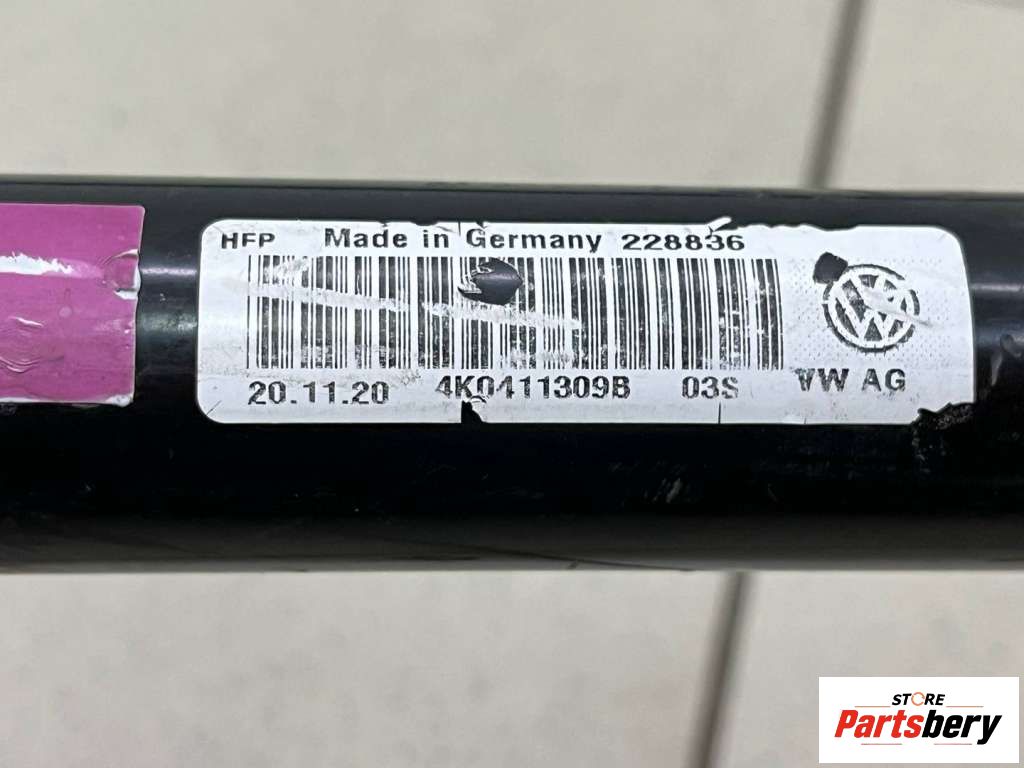 HFP Made in Germany 228836
20.11.20 4K0411309B 03S VW AG
STORE
Partsbery